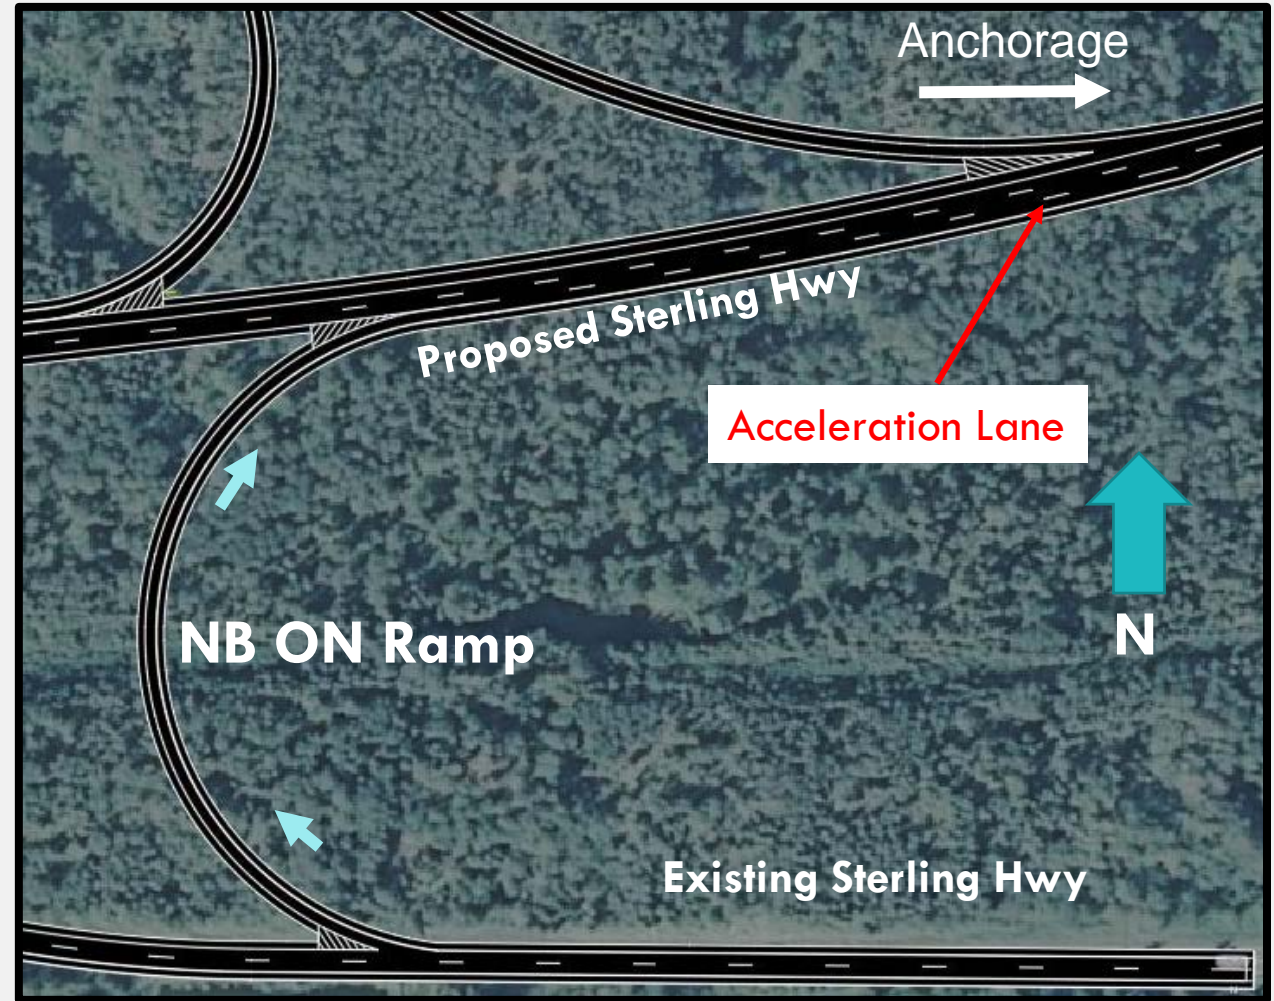 Anchorage
Proposed Sterling Hwy
Acceleration Lane
NB ON Ramp
N
Existing Sterling Hwy